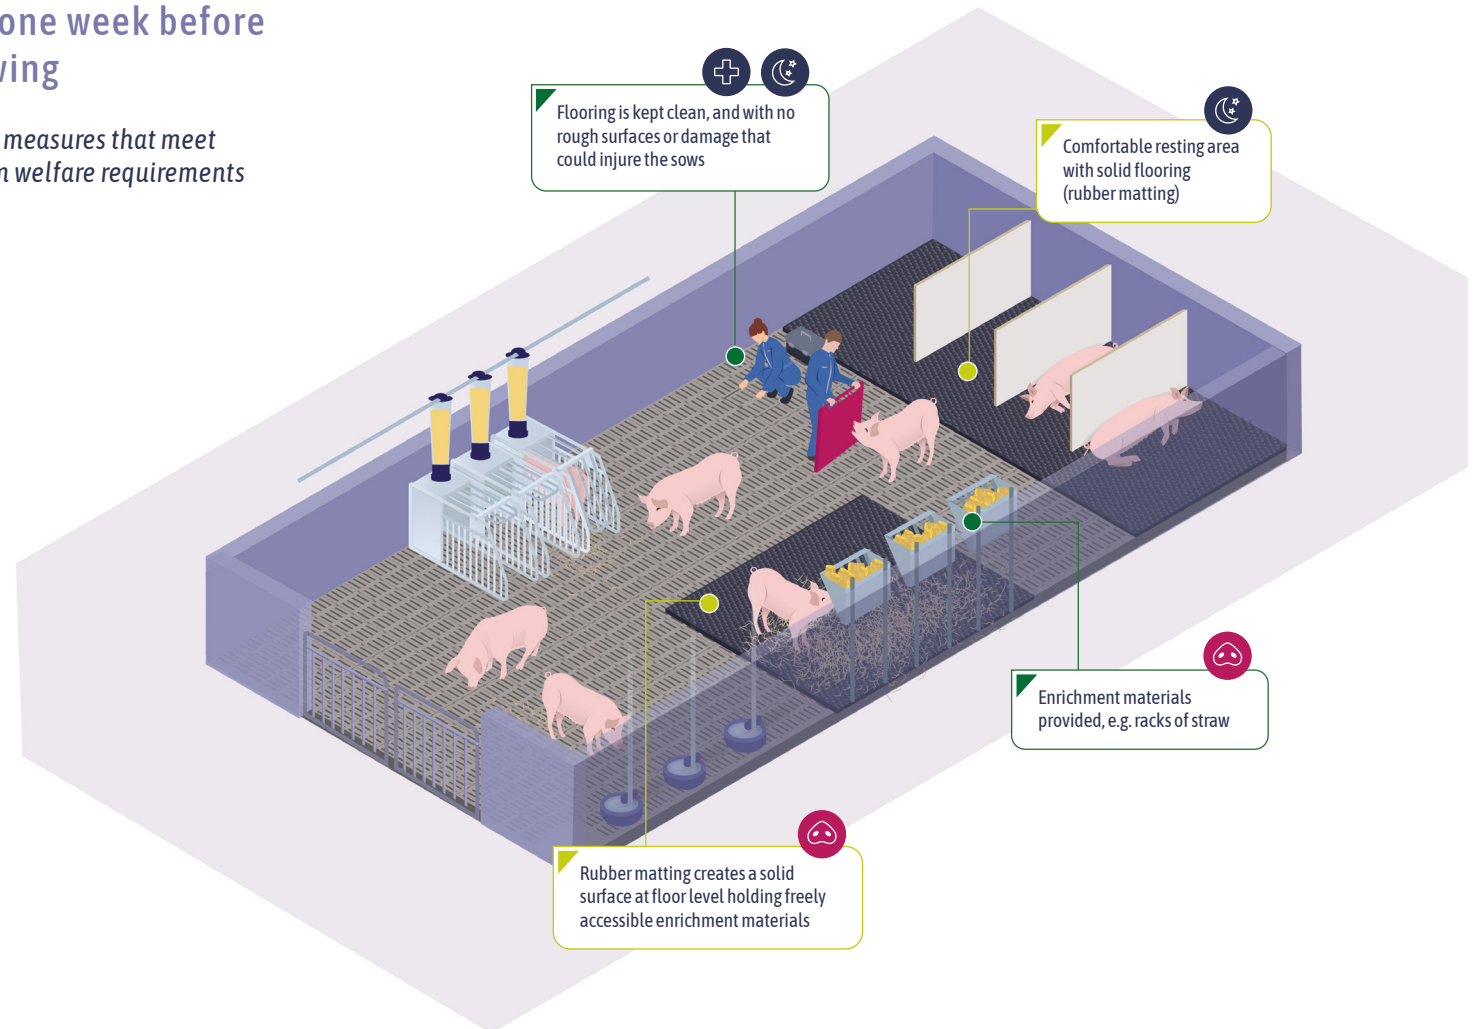 one week before
ving
measures that meet
n welfare requirements
Flooring is kept clean, and with no
rough surfaces or damage that
could injure the sows
Comfortable resting area
with solid flooring
(rubber matting)
Enrichment materials
provided, e.g. racks of straw
Rubber matting creates a solid
surface at floor level holding freely
accessible enrichment materials